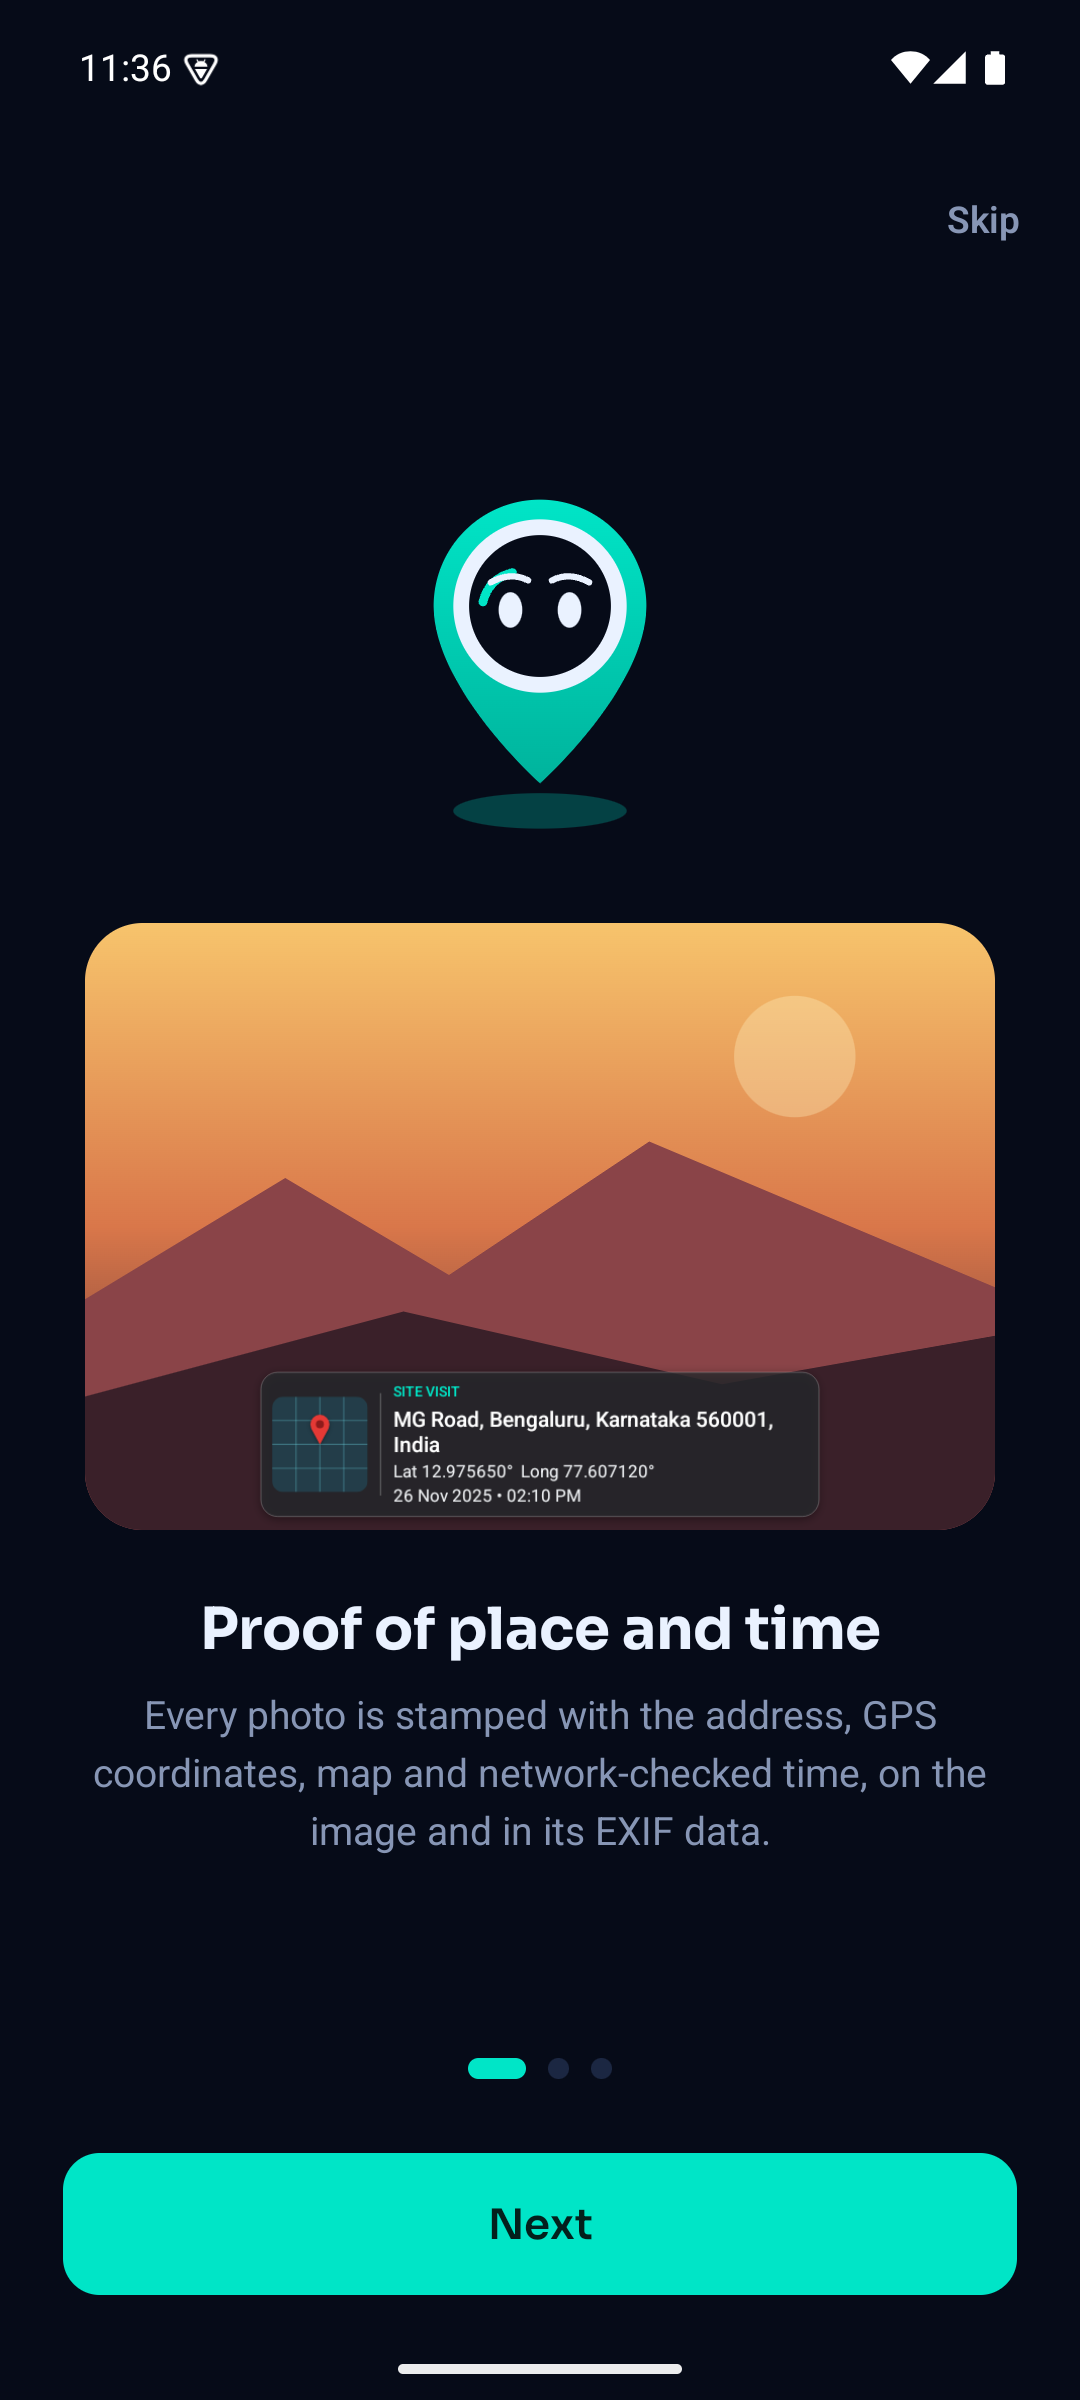 11:36
Skip
SITE VISIT
MG Road, Bengaluru, Karnataka 560001,
India
Lat 12.975650° Long 77.607120°
26 Nov 2025 • 02:10 PM
Proof of place and time
Every photo is stamped with the address, GPS
coordinates, map and network-checked time, on the
image and in its EXIF data.
Next